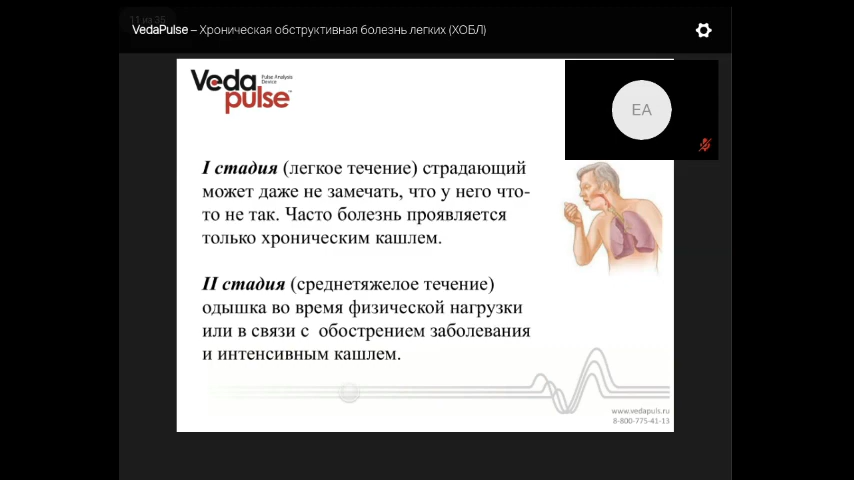 11 из 35
VedaPulse – Хроническая обструктивная болезнь легких (ХОБЛ)
Veda Pulse Analysis
Device
pulse™
EA
I стадия (легкое течение) страдающий
может даже не замечать, что у него что-
то не так. Часто болезнь проявляется
только хроническим кашлем.
II стадия (среднетяжелое течение)
одышка во время физической нагрузки
или в связи с обострением заболевания
и интенсивным кашлем.
www.vedapuls.ru
8-800-775-41-13